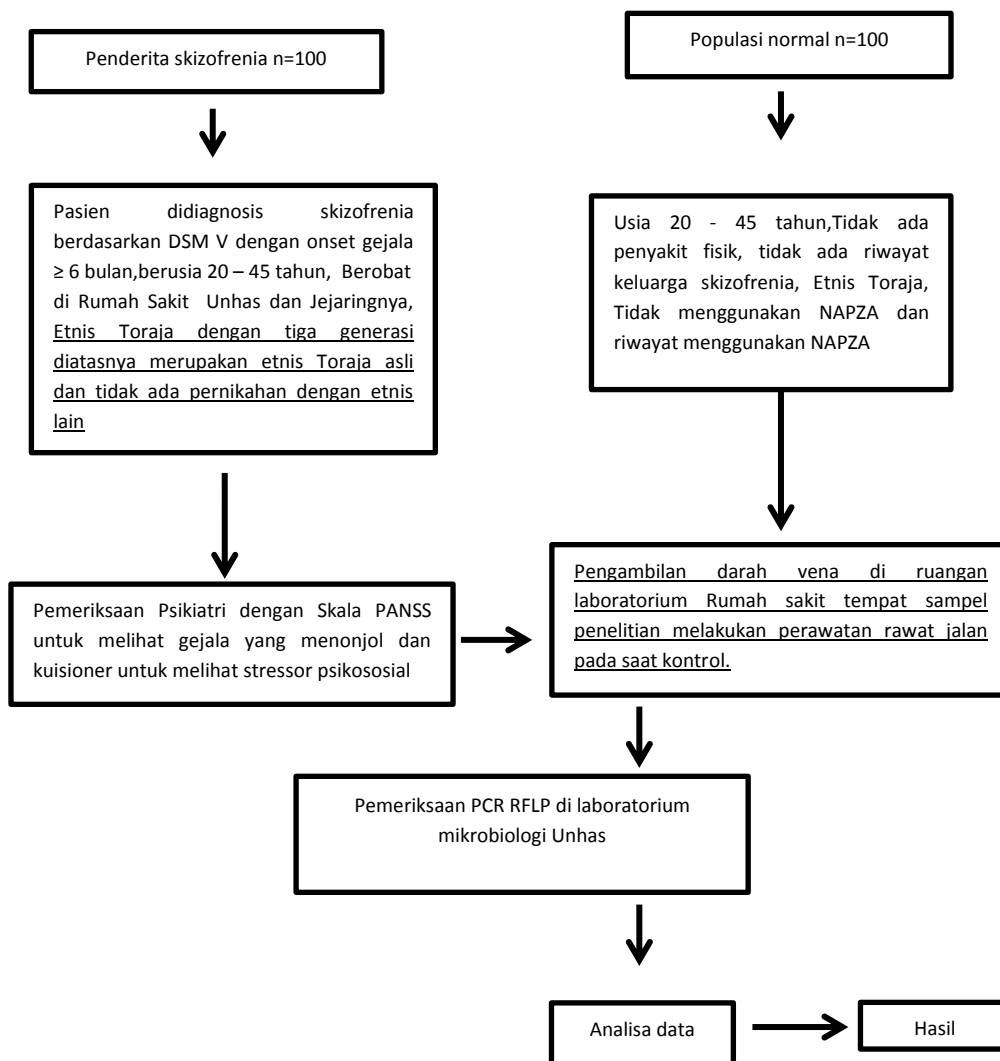 Penderita skizofrenia n=100
Populasi normal n=100
Pasien didiagnosis skizofrenia
berdasarkan DSM V dengan onset gejala
≥ 6 bulan,berusia 20 – 45 tahun, Berobat
di Rumah Sakit Unhas dan Jejaringnya,
Etnis Toraja dengan tiga generasi
diatasnya merupakan etnis Toraja asli
dan tidak ada pernikahan dengan etnis
lain
Usia 20 - 45 tahun,Tidak ada
penyakit fisik, tidak ada riwayat
keluarga skizofrenia, Etnis Toraja,
Tidak menggunakan NAPZA dan
riwayat menggunakan NAPZA
Pemeriksaan Psikiatri dengan Skala PANSS
untuk melihat gejala yang menonjol dan
kuisioner untuk melihat stressor psikososial
Pengambilan darah vena di ruangan
laboratorium Rumah sakit tempat sampel
penelitian melakukan perawatan rawat jalan
pada saat kontrol.
Pemeriksaan PCR RFLP di laboratorium
mikrobiologi Unhas
Analisa data
Hasil